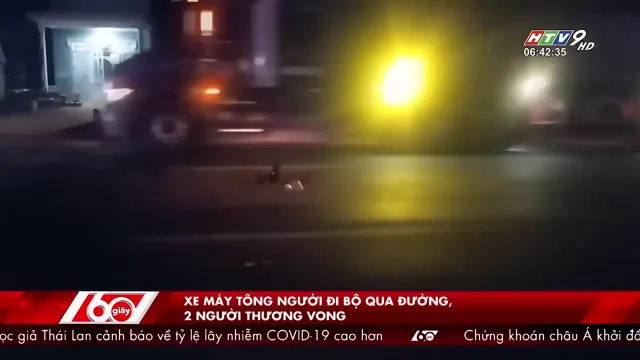 HTV9 HD
06:42:35
60 giây
XE MÁY TÔNG NGƯỜI ĐI BỘ QUA ĐƯỜNG,
2 NGƯỜI THƯƠNG VONG
ọc giả Thái Lan cảnh báo về tỷ lệ lây nhiễm COVID-19 cao hơn 60 Chứng khoán châu Á khởi đầ